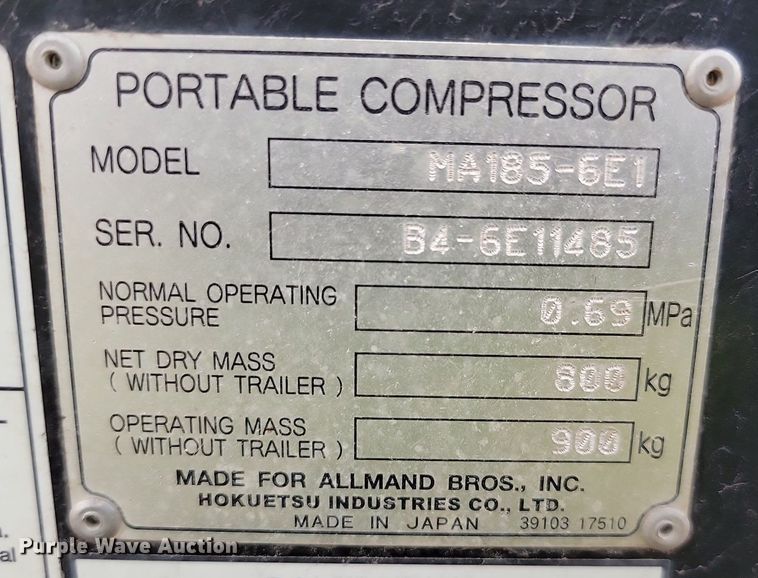 PORTABLE COMPRESSOR
MODEL MA185-6E1
SER. NO. B4-6E11485
NORMAL OPERATING
PRESSURE 0.69 MPa
NET DRY MASS
( WITHOUT TRAILER ) 800 kg
OPERATING MASS
( WITHOUT TRAILER ) 900 kg
MADE FOR ALLMAND BROS., INC.
HOKUETSU INDUSTRIES CO., LTD.
MADE IN JAPAN 39103 17510
Purple Wave Auction